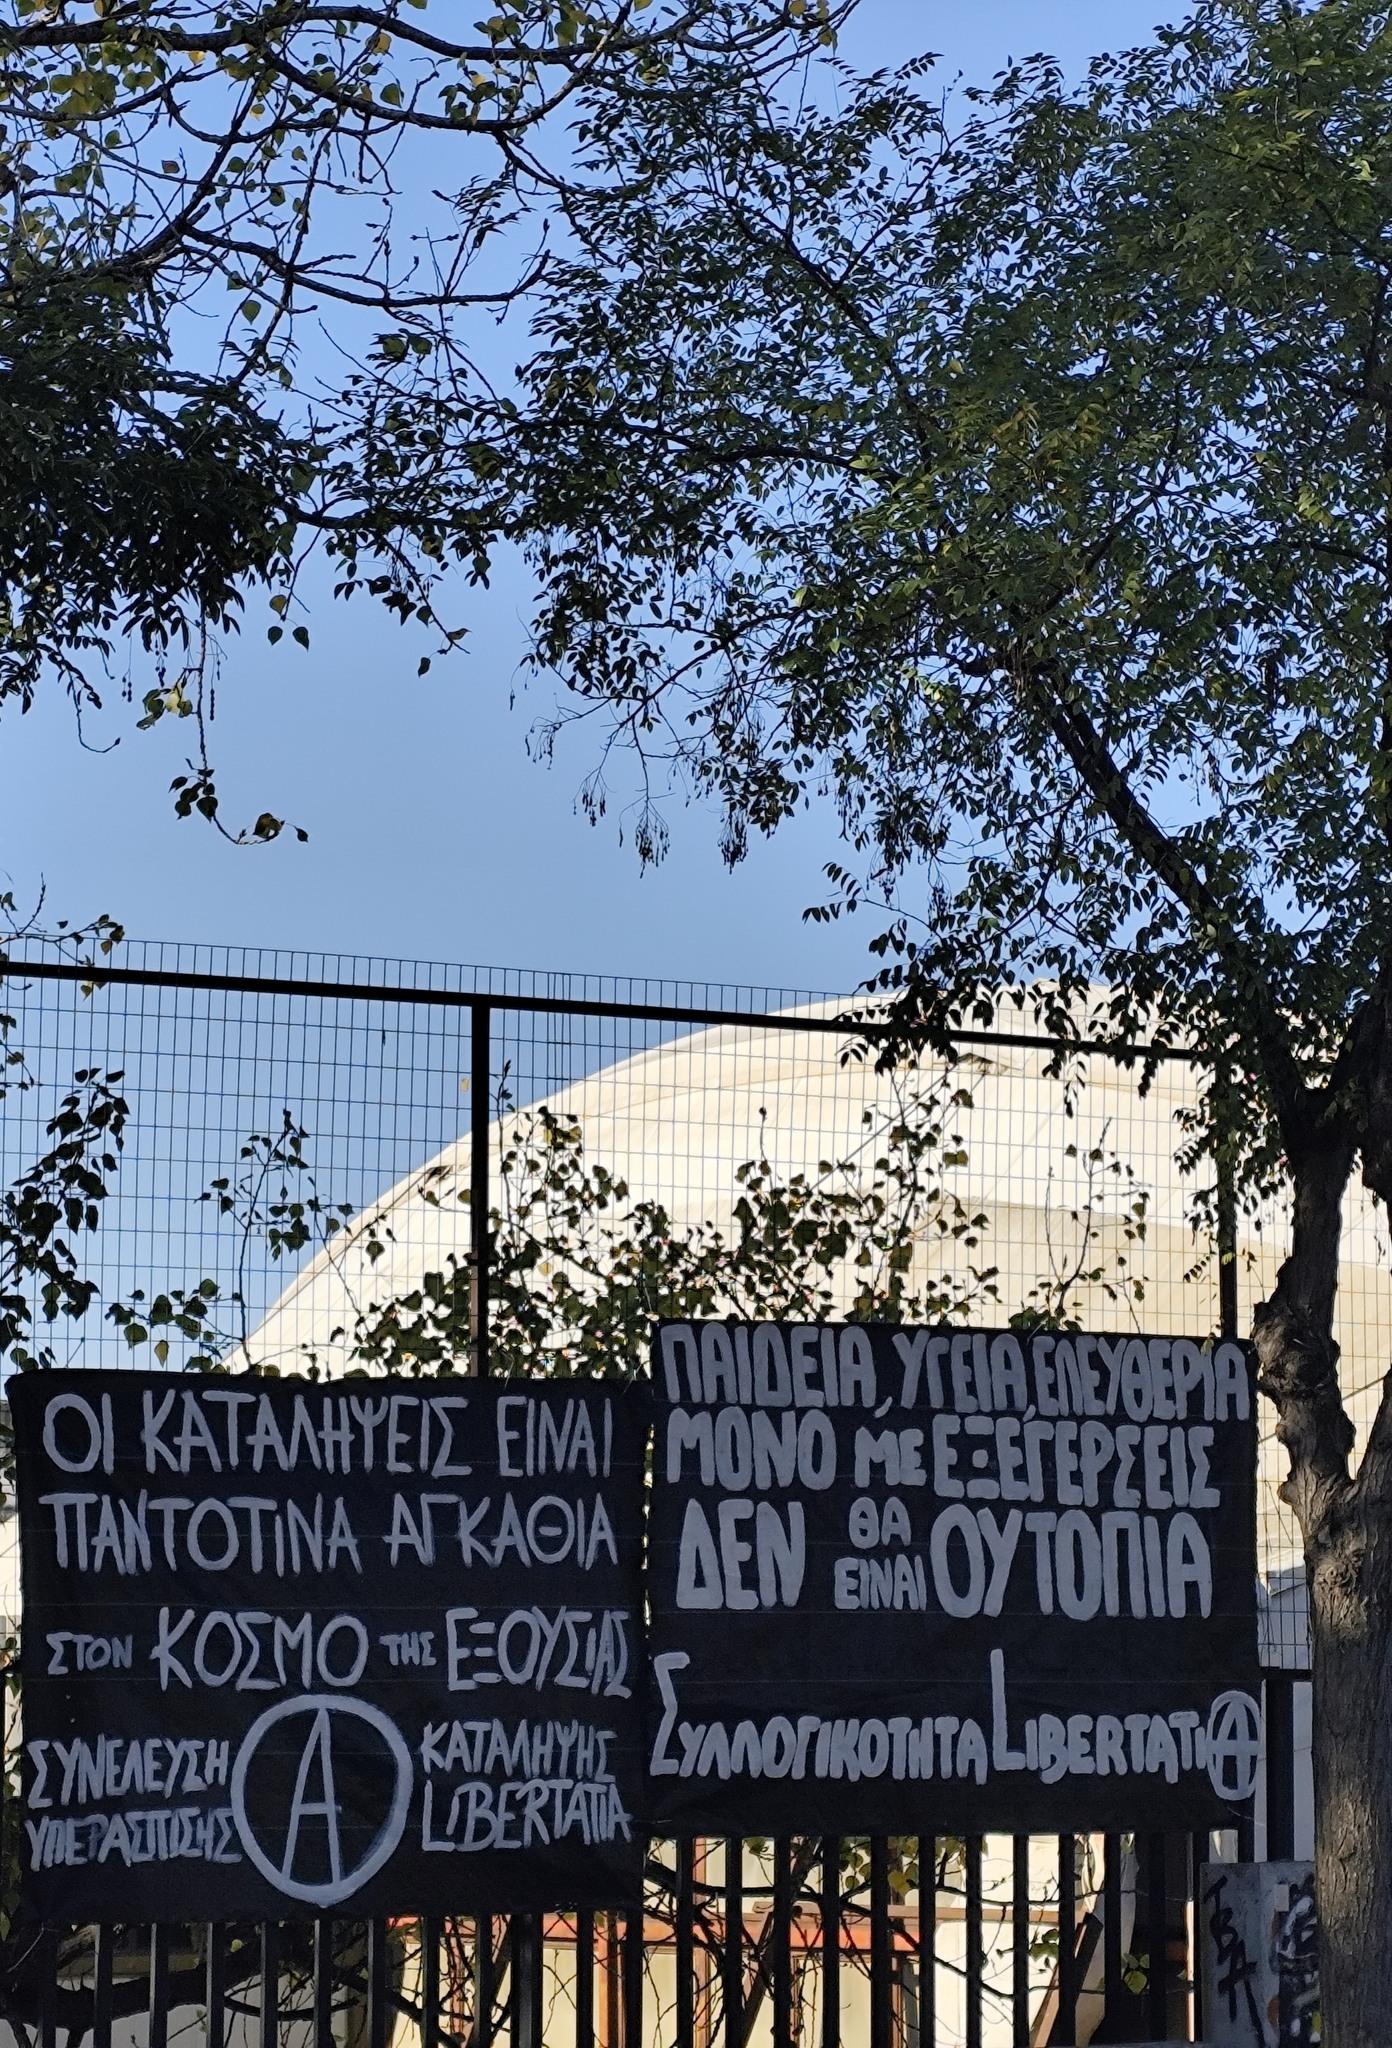 ΟΙ ΚΑΤΑΛΗΨΕΙΣ ΕΙΝΑΙ
ΠΑΝΤΟΤΙΝΑ ΑΓΚΑΘΙΑ
ΣΤΟΝ ΚΟΣΜΟ ΤΗΣ ΕΞΟΥΣΙΑΣ
ΣΥΝΕΛΕΥΣΗ
ΥΠΕΡΑΣΠΙΣΗΣ
Α
ΚΑΤΑΛΗΨΗΣ
LIBERTATIA
ΠΑΙΔΕΙΑ, ΥΓΕΙΑ, ΕΛΕΥΘΕΡΙΑ
ΜΟΝΟ ΜΕ ΕΞΕΓΕΡΣΕΙΣ
ΔΕΝ ΘΑ ΕΙΝΑΙ ΟΥΤΟΠΙΑ
ΣΥΛΛΟΓΙΚΟΤΗΤΑ LIBERTATIA